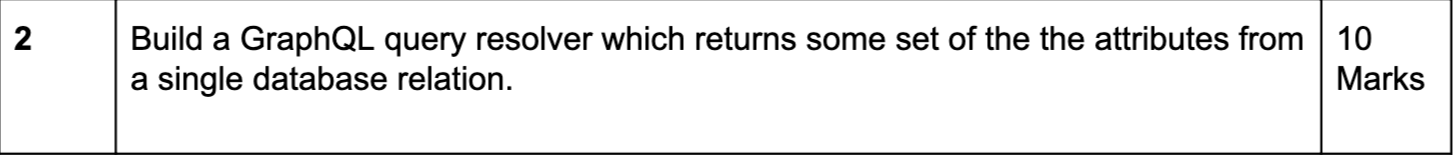 2
Build a GraphQL query resolver which returns some set of the the attributes from
a single database relation.
10
Marks